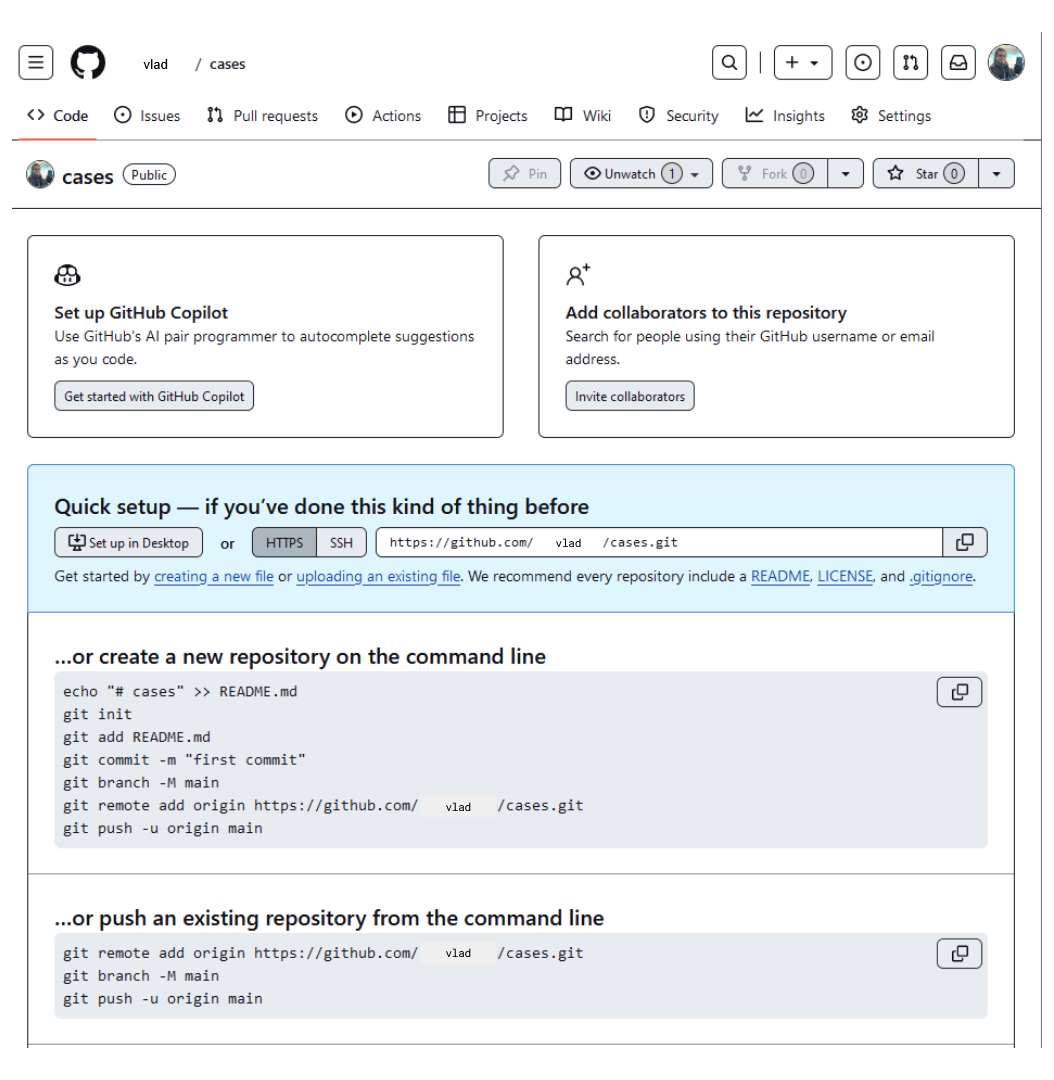 vlad / cases
Code Issues Pull requests Actions Projects Wiki Security Insights Settings
cases Public Pin Unwatch 1 Fork 0 Star 0
Set up GitHub Copilot
Use GitHub's AI pair programmer to autocomplete suggestions
as you code.
Get started with GitHub Copilot
Add collaborators to this repository
Search for people using their GitHub username or email
address.
Invite collaborators
Quick setup — if you’ve done this kind of thing before
Set up in Desktop or HTTPS SSH https://github.com/ vlad /cases.git
Get started by creating a new file or uploading an existing file. We recommend every repository include a README, LICENSE, and .gitignore.
…or create a new repository on the command line
echo "# cases" >> README.md
git init
git add README.md
git commit -m "first commit"
git branch -M main
git remote add origin https://github.com/ vlad /cases.git
git push -u origin main
…or push an existing repository from the command line
git remote add origin https://github.com/ vlad /cases.git
git branch -M main
git push -u origin main